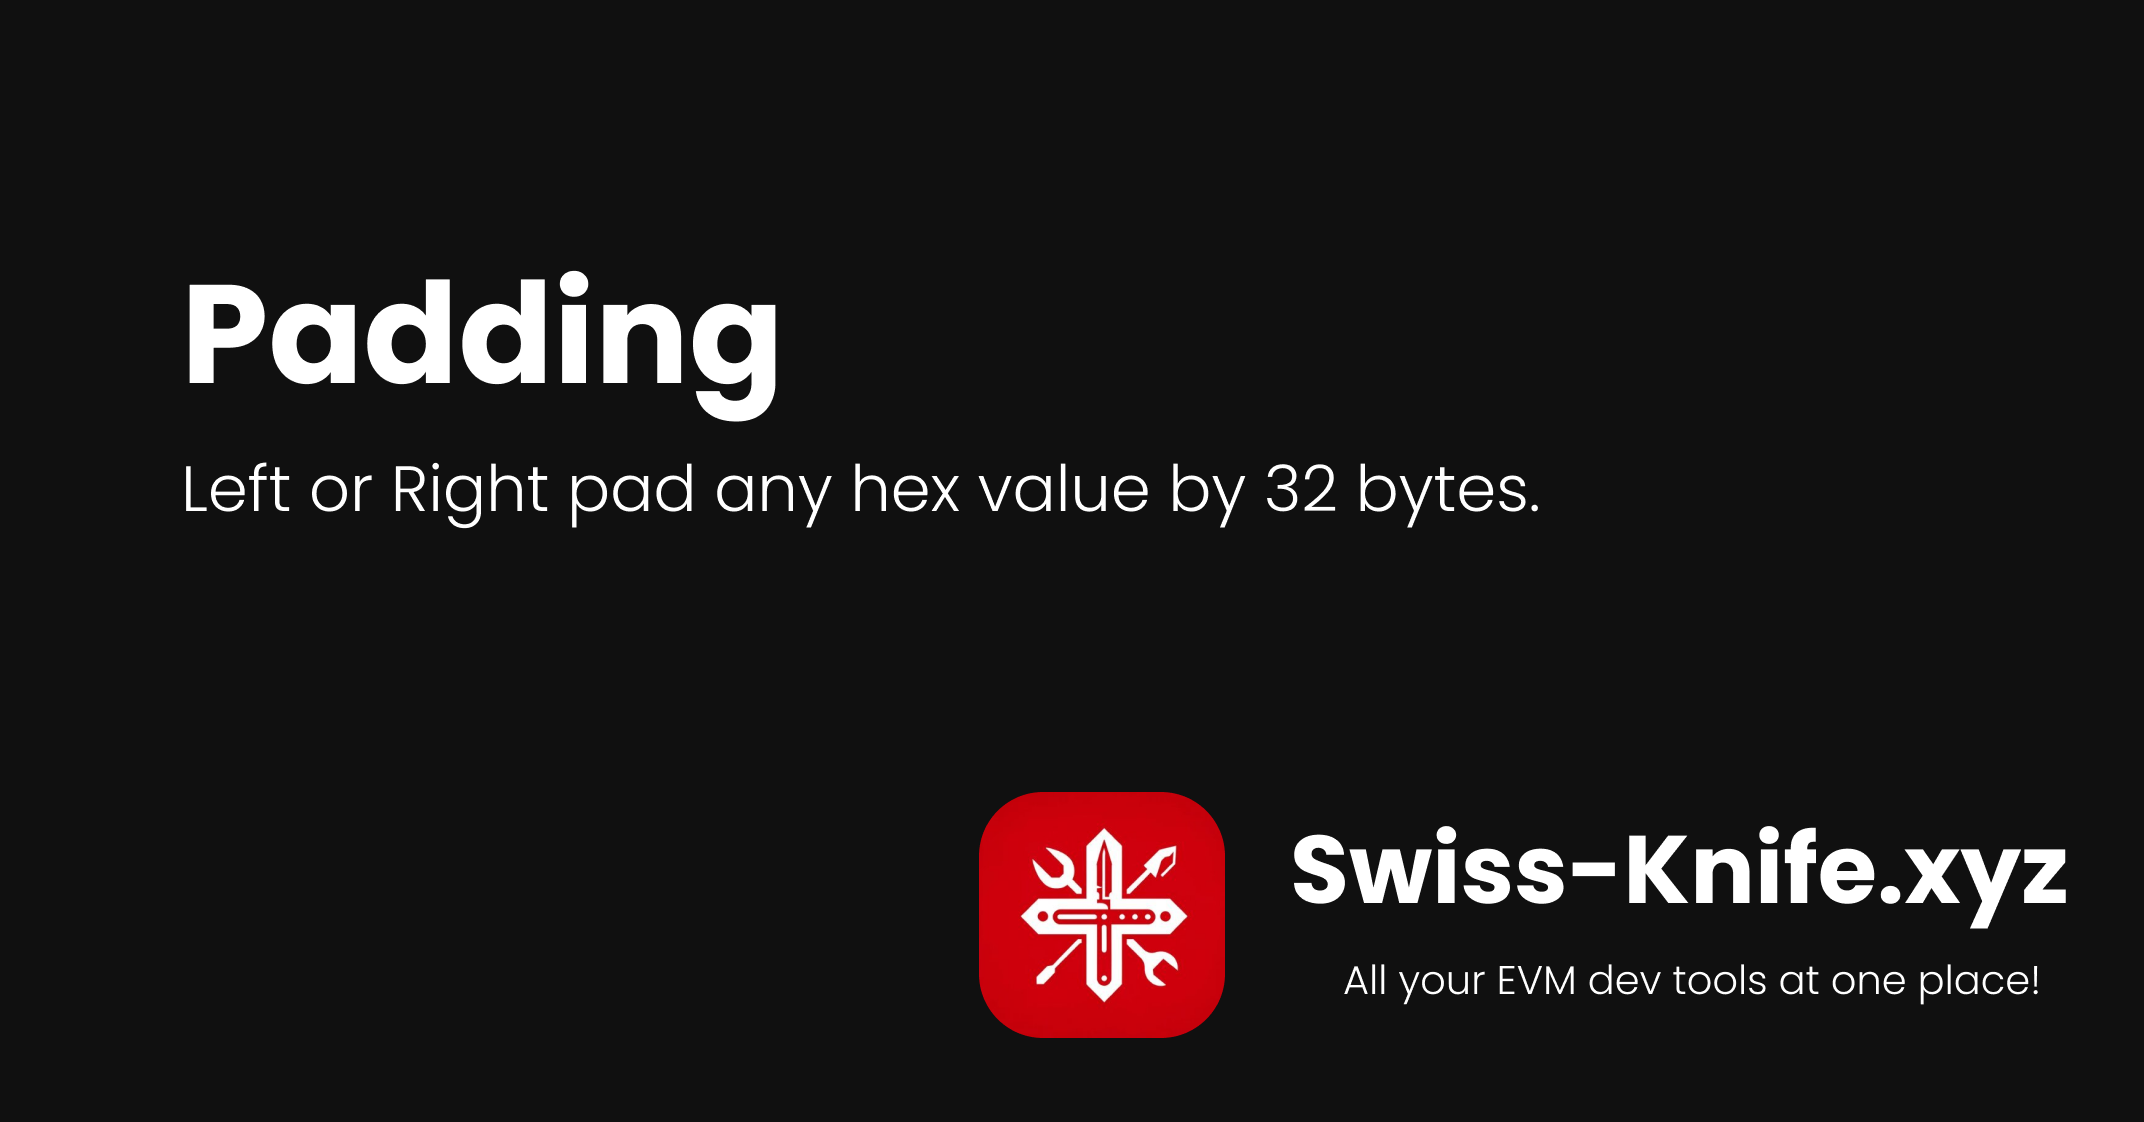 Padding
Left or Right pad any hex value by 32 bytes.
Swiss-Knife.xyz
All your EVM dev tools at one place!